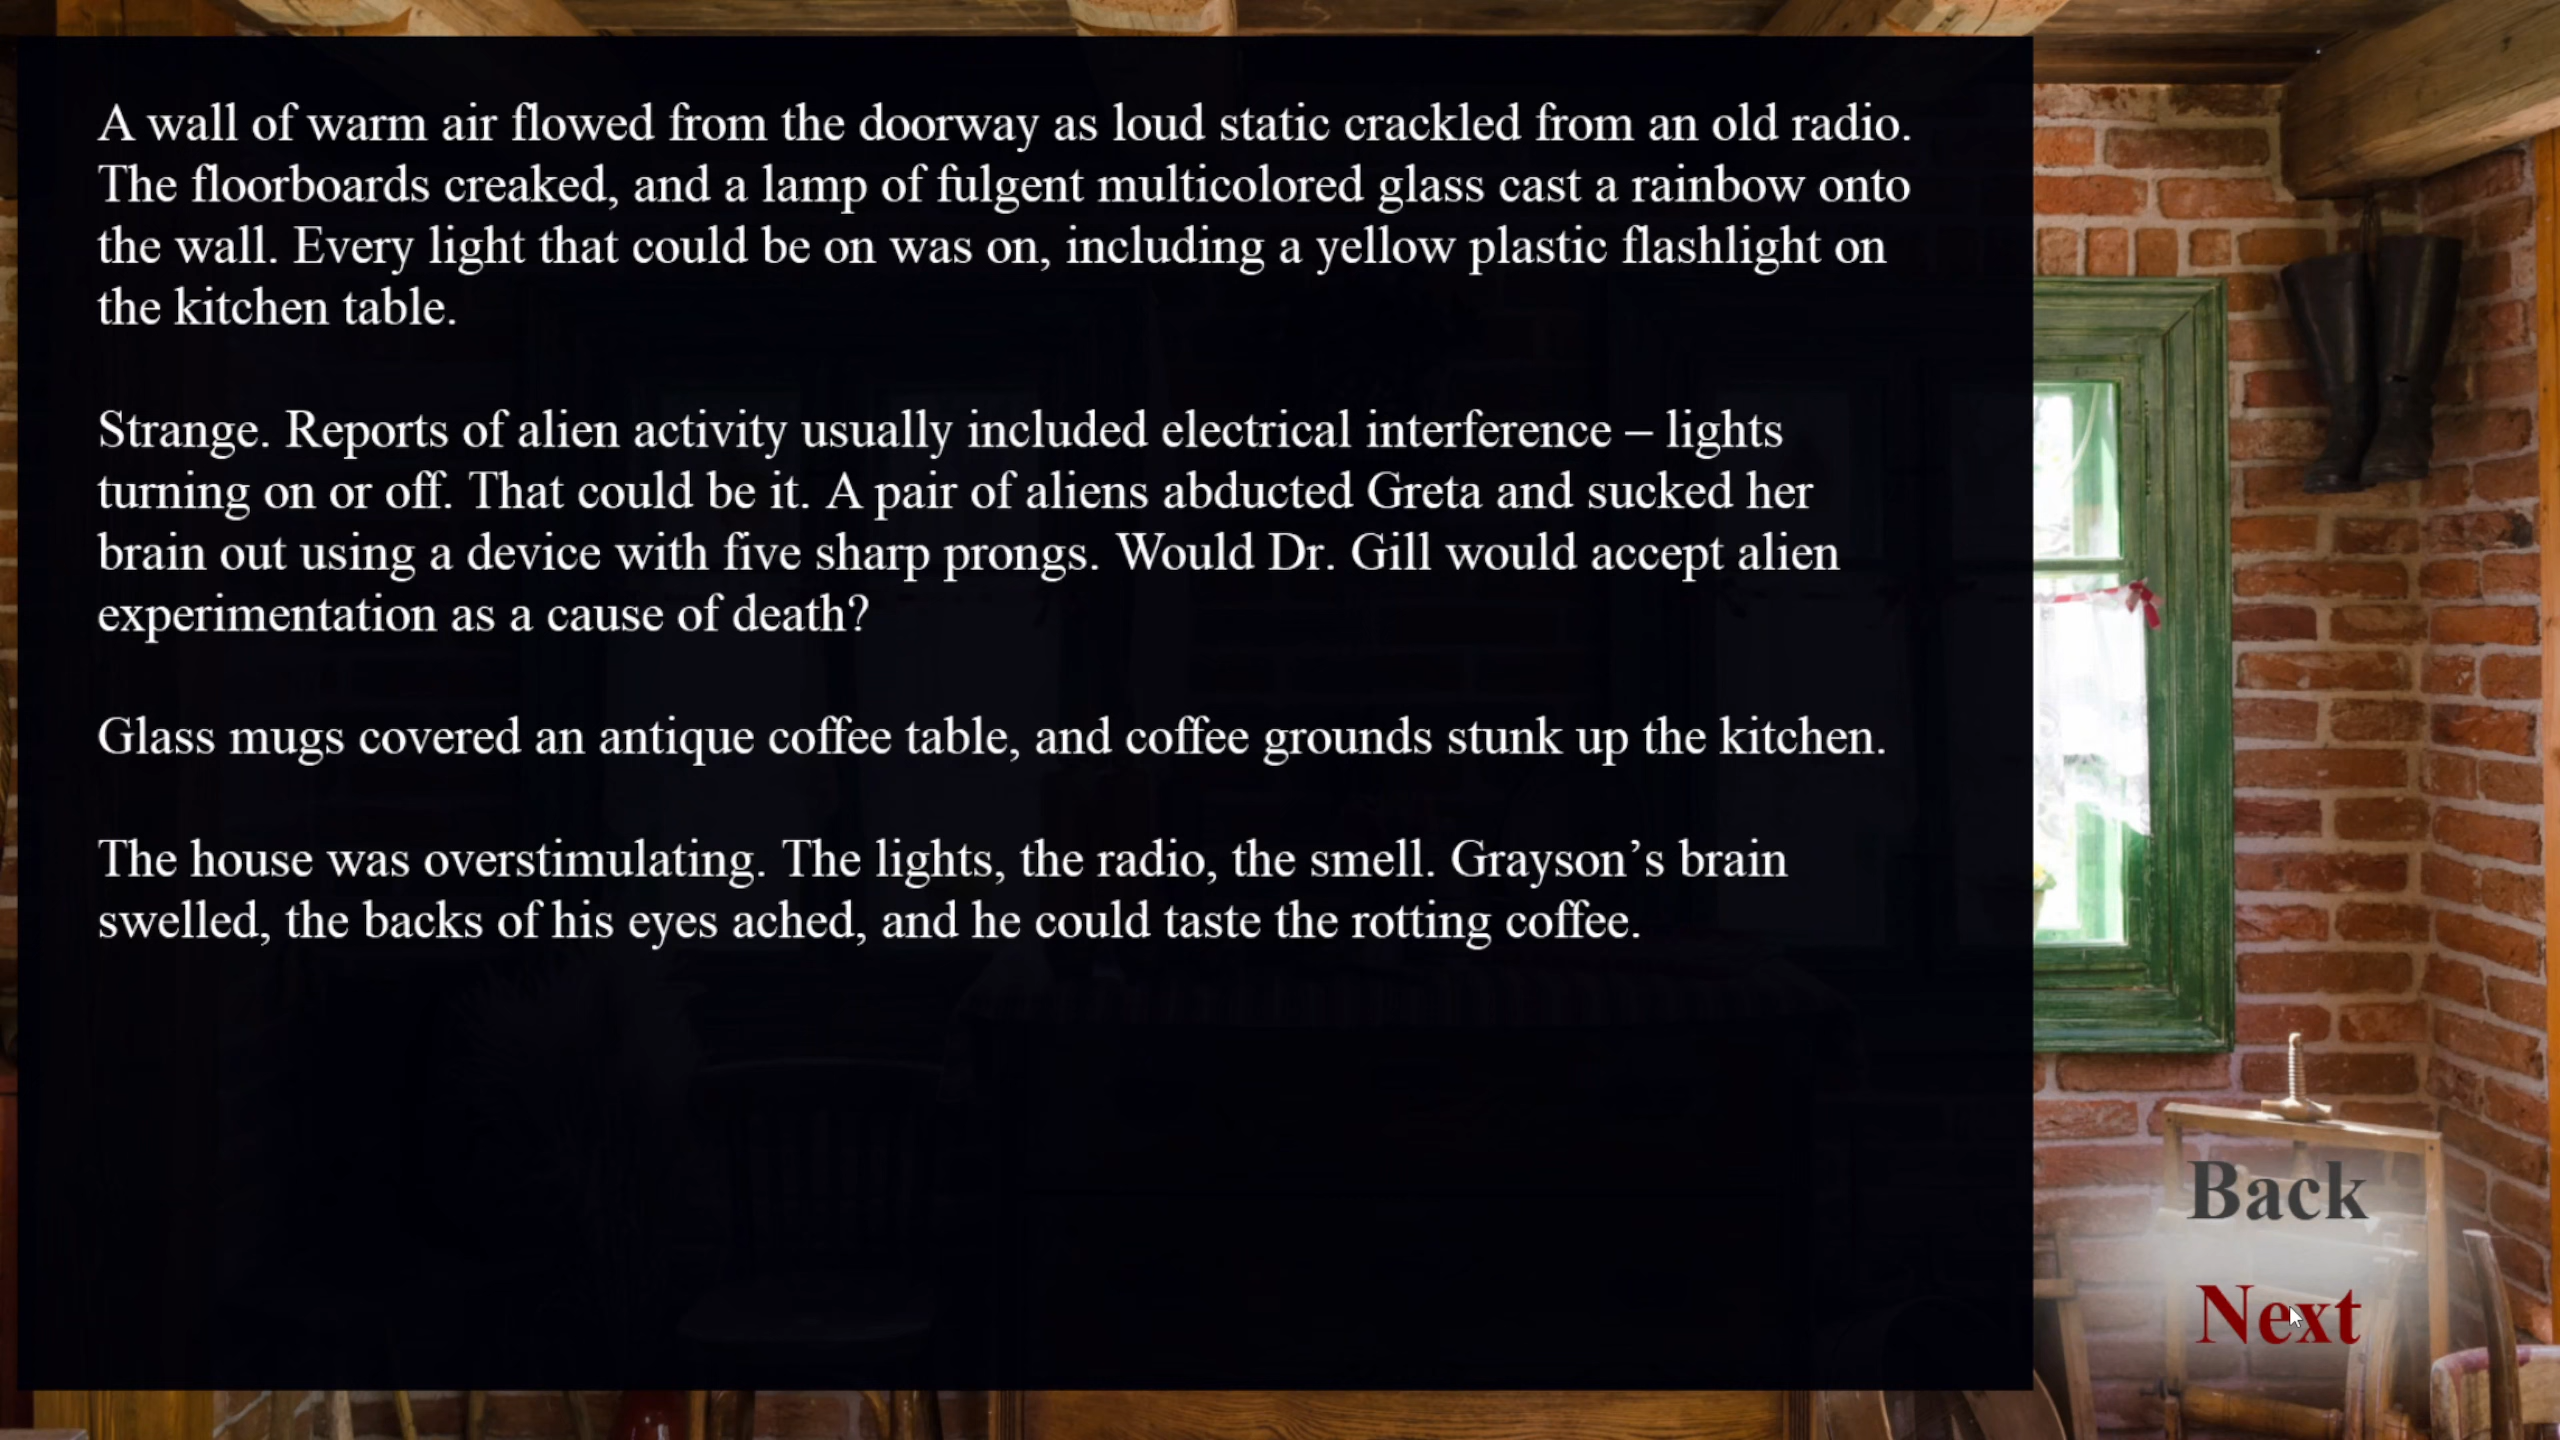 A wall of warm air flowed from the doorway as loud static crackled from an old radio.
The floorboards creaked, and a lamp of fulgent multicolored glass cast a rainbow onto
the wall. Every light that could be on was on, including a yellow plastic flashlight on
the kitchen table.
Strange. Reports of alien activity usually included electrical interference – lights
turning on or off. That could be it. A pair of aliens abducted Greta and sucked her
brain out using a device with five sharp prongs. Would Dr. Gill would accept alien
experimentation as a cause of death?
Glass mugs covered an antique coffee table, and coffee grounds stunk up the kitchen.
The house was overstimulating. The lights, the radio, the smell. Grayson’s brain
swelled, the backs of his eyes ached, and he could taste the rotting coffee.
Back
Next